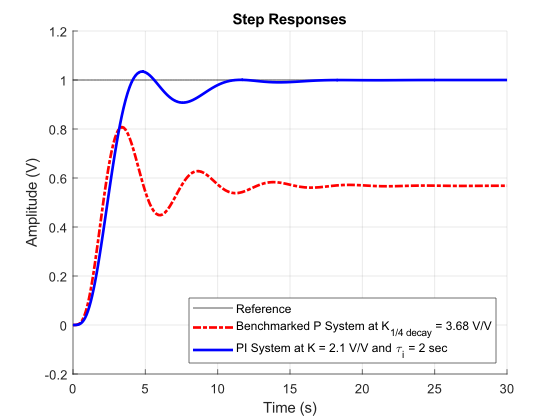 Step Responses
1.2
1
0.8
0.6
0.4
0.2
0
-0.2
Amplitude (V)
Reference
Benchmarked P System at K1/4 decay = 3.68 V/V
PI System at K = 2.1 V/V and τi = 2 sec
0 5 10 15 20 25 30
Time (s)